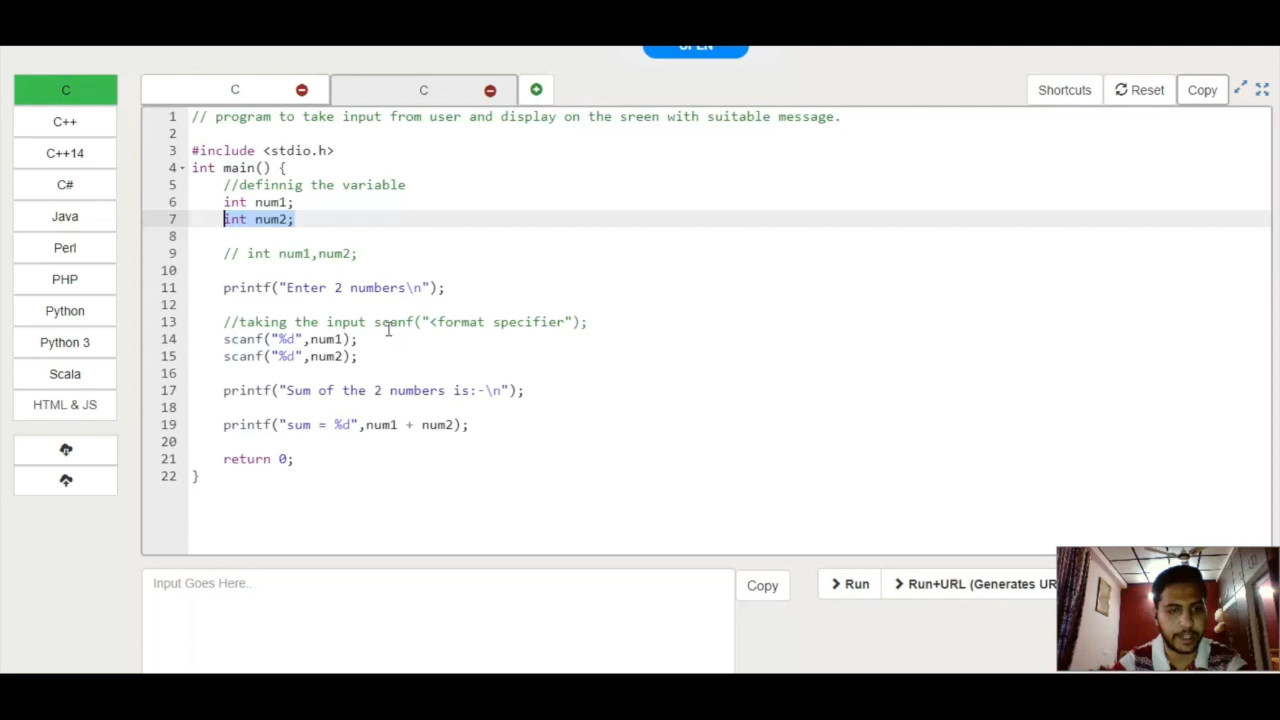 OPEN
C
C
C
Shortcuts
Reset
Copy
C++
C++14
C#
Java
Perl
PHP
Python
Python 3
Scala
HTML & JS
1 // program to take input from user and display on the sreen with suitable message.
2
3 #include <stdio.h>
4 int main() {
5 //definnig the variable
6 int num1;
7 int num2;
8
9 // int num1,num2;
10
11 printf("Enter 2 numbers\n");
12
13 //taking the input scanf("<format specifier");
14 scanf("%d",num1);
15 scanf("%d",num2);
16
17 printf("Sum of the 2 numbers is:-\n");
18
19 printf("sum = %d",num1 + num2);
20
21 return 0;
22 }
Input Goes Here..
Copy
Run
Run+URL (Generates UR